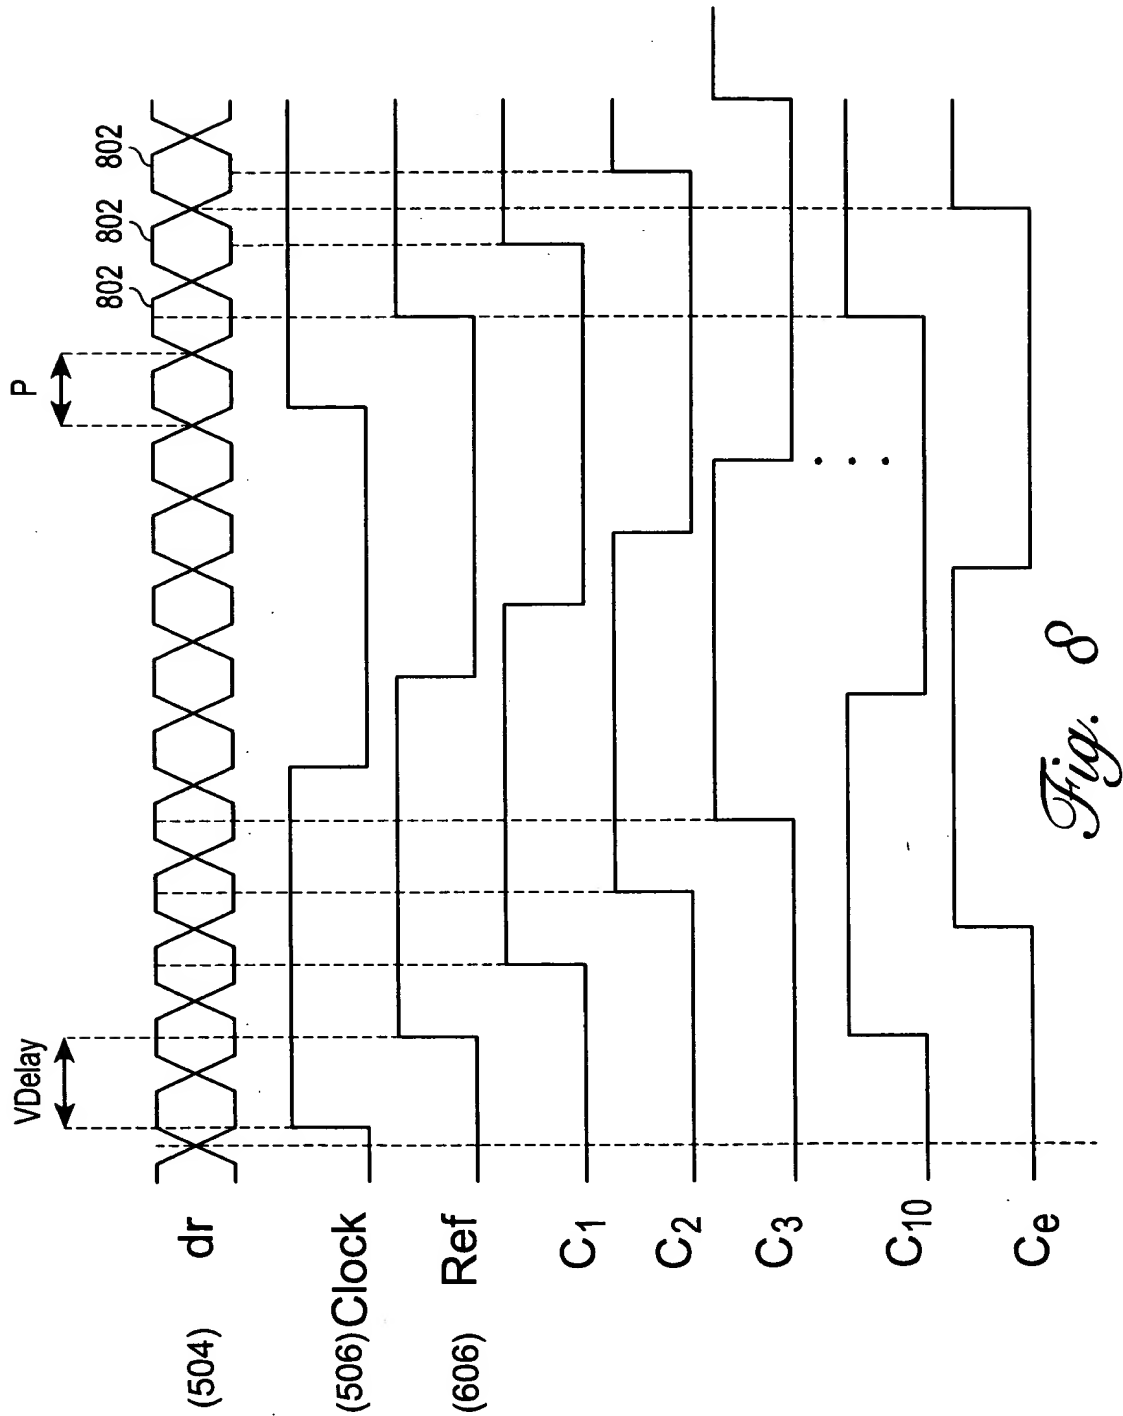 VDelay
P
802
802
802
(504) dr
(506) Clock
(606) Ref
C1
C2
C3
C10
Ce
Fig. 8